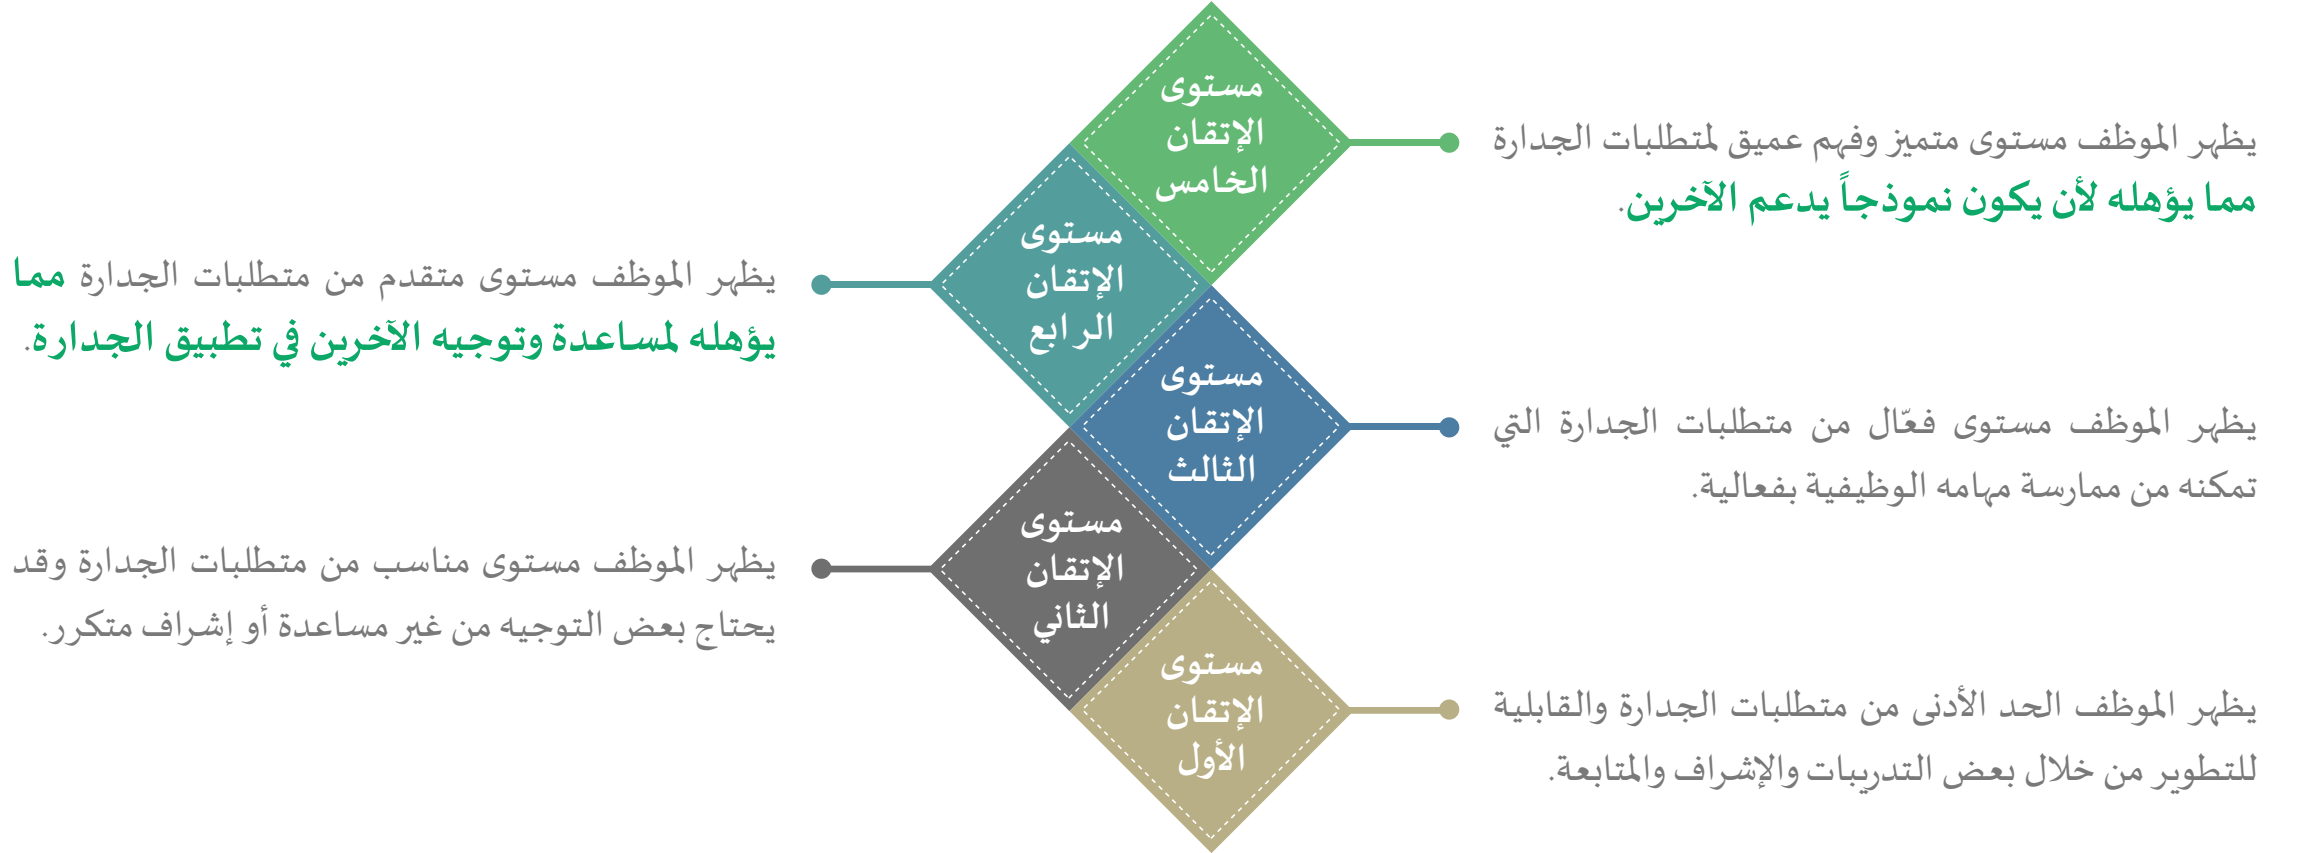 مستوى
الإتقان
الخامس
يظهر الموظف مستوى متميز وفهم عميق لمتطلبات الجدارة
مما يؤهله لأن يكون نموذجاً يدعم الآخرين.
مستوى
الإتقان
الرابع
يظهر الموظف مستوى متقدم من متطلبات الجدارة مما
يؤهله لمساعدة وتوجيه الآخرين في تطبيق الجدارة.
مستوى
الإتقان
الثالث
يظهر الموظف مستوى فعّال من متطلبات الجدارة التي
تمكنه من ممارسة مهامه الوظيفية بفعالية.
مستوى
الإتقان
الثاني
يظهر الموظف مستوى مناسب من متطلبات الجدارة وقد
يحتاج بعض التوجيه من غير مساعدة أو إشراف متكرر.
مستوى
الإتقان
الأول
يظهر الموظف الحد الأدنى من متطلبات الجدارة والقابلية
للتطوير من خلال بعض التدريبات والإشراف والمتابعة.